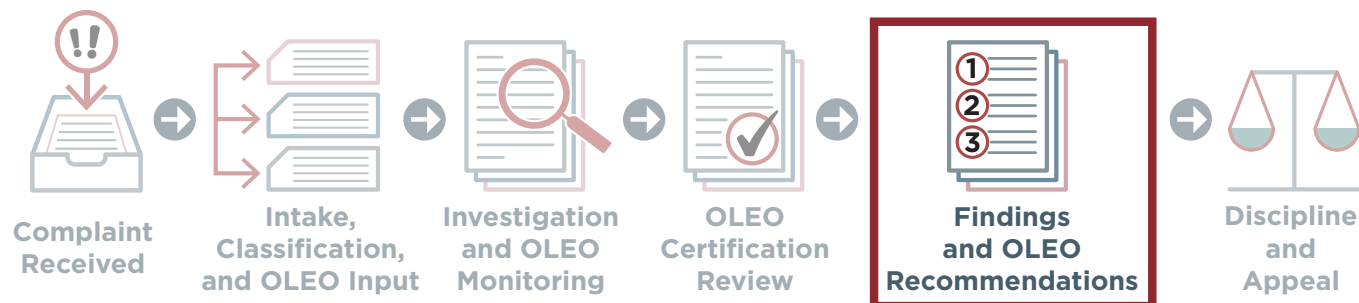 !!
Complaint
Received
Intake,
Classification,
and OLEO Input
Investigation
and OLEO
Monitoring
OLEO
Certification
Review
1
2
3
Findings
and OLEO
Recommendations
Discipline
and
Appeal